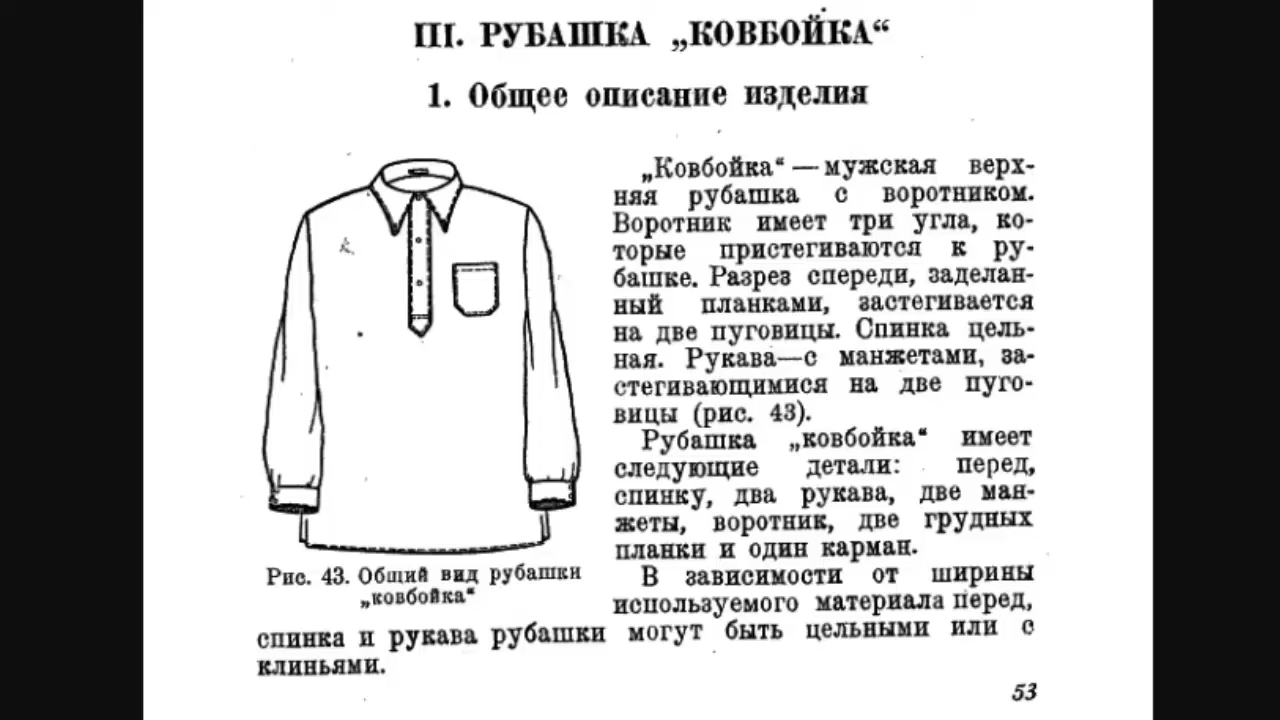 III. РУБАШКА „КОВБОЙКА“
1. Общее описание изделия
„Ковбойка“ — мужская верх-
няя рубашка с воротником.
Воротник имеет три угла, ко-
торые пристегиваются к ру-
башке. Разрез спереди, заделан-
ный планками, застегивается
на две пуговицы. Спинка цель-
ная. Рукава—с манжетами, за-
стегивающимися на две пуго-
вицы (рис. 43).
Рубашка „ковбойка“ имеет
следующие детали: перед,
спинку, два рукава, две ман-
жеты, воротник, две грудных
планки и один карман.
В зависимости от ширины
используемого материала перед,
спинка и рукава рубашки могут быть цельными или с
клиньями.
Рис. 43. Общий вид рубашки
„ковбойка“
53